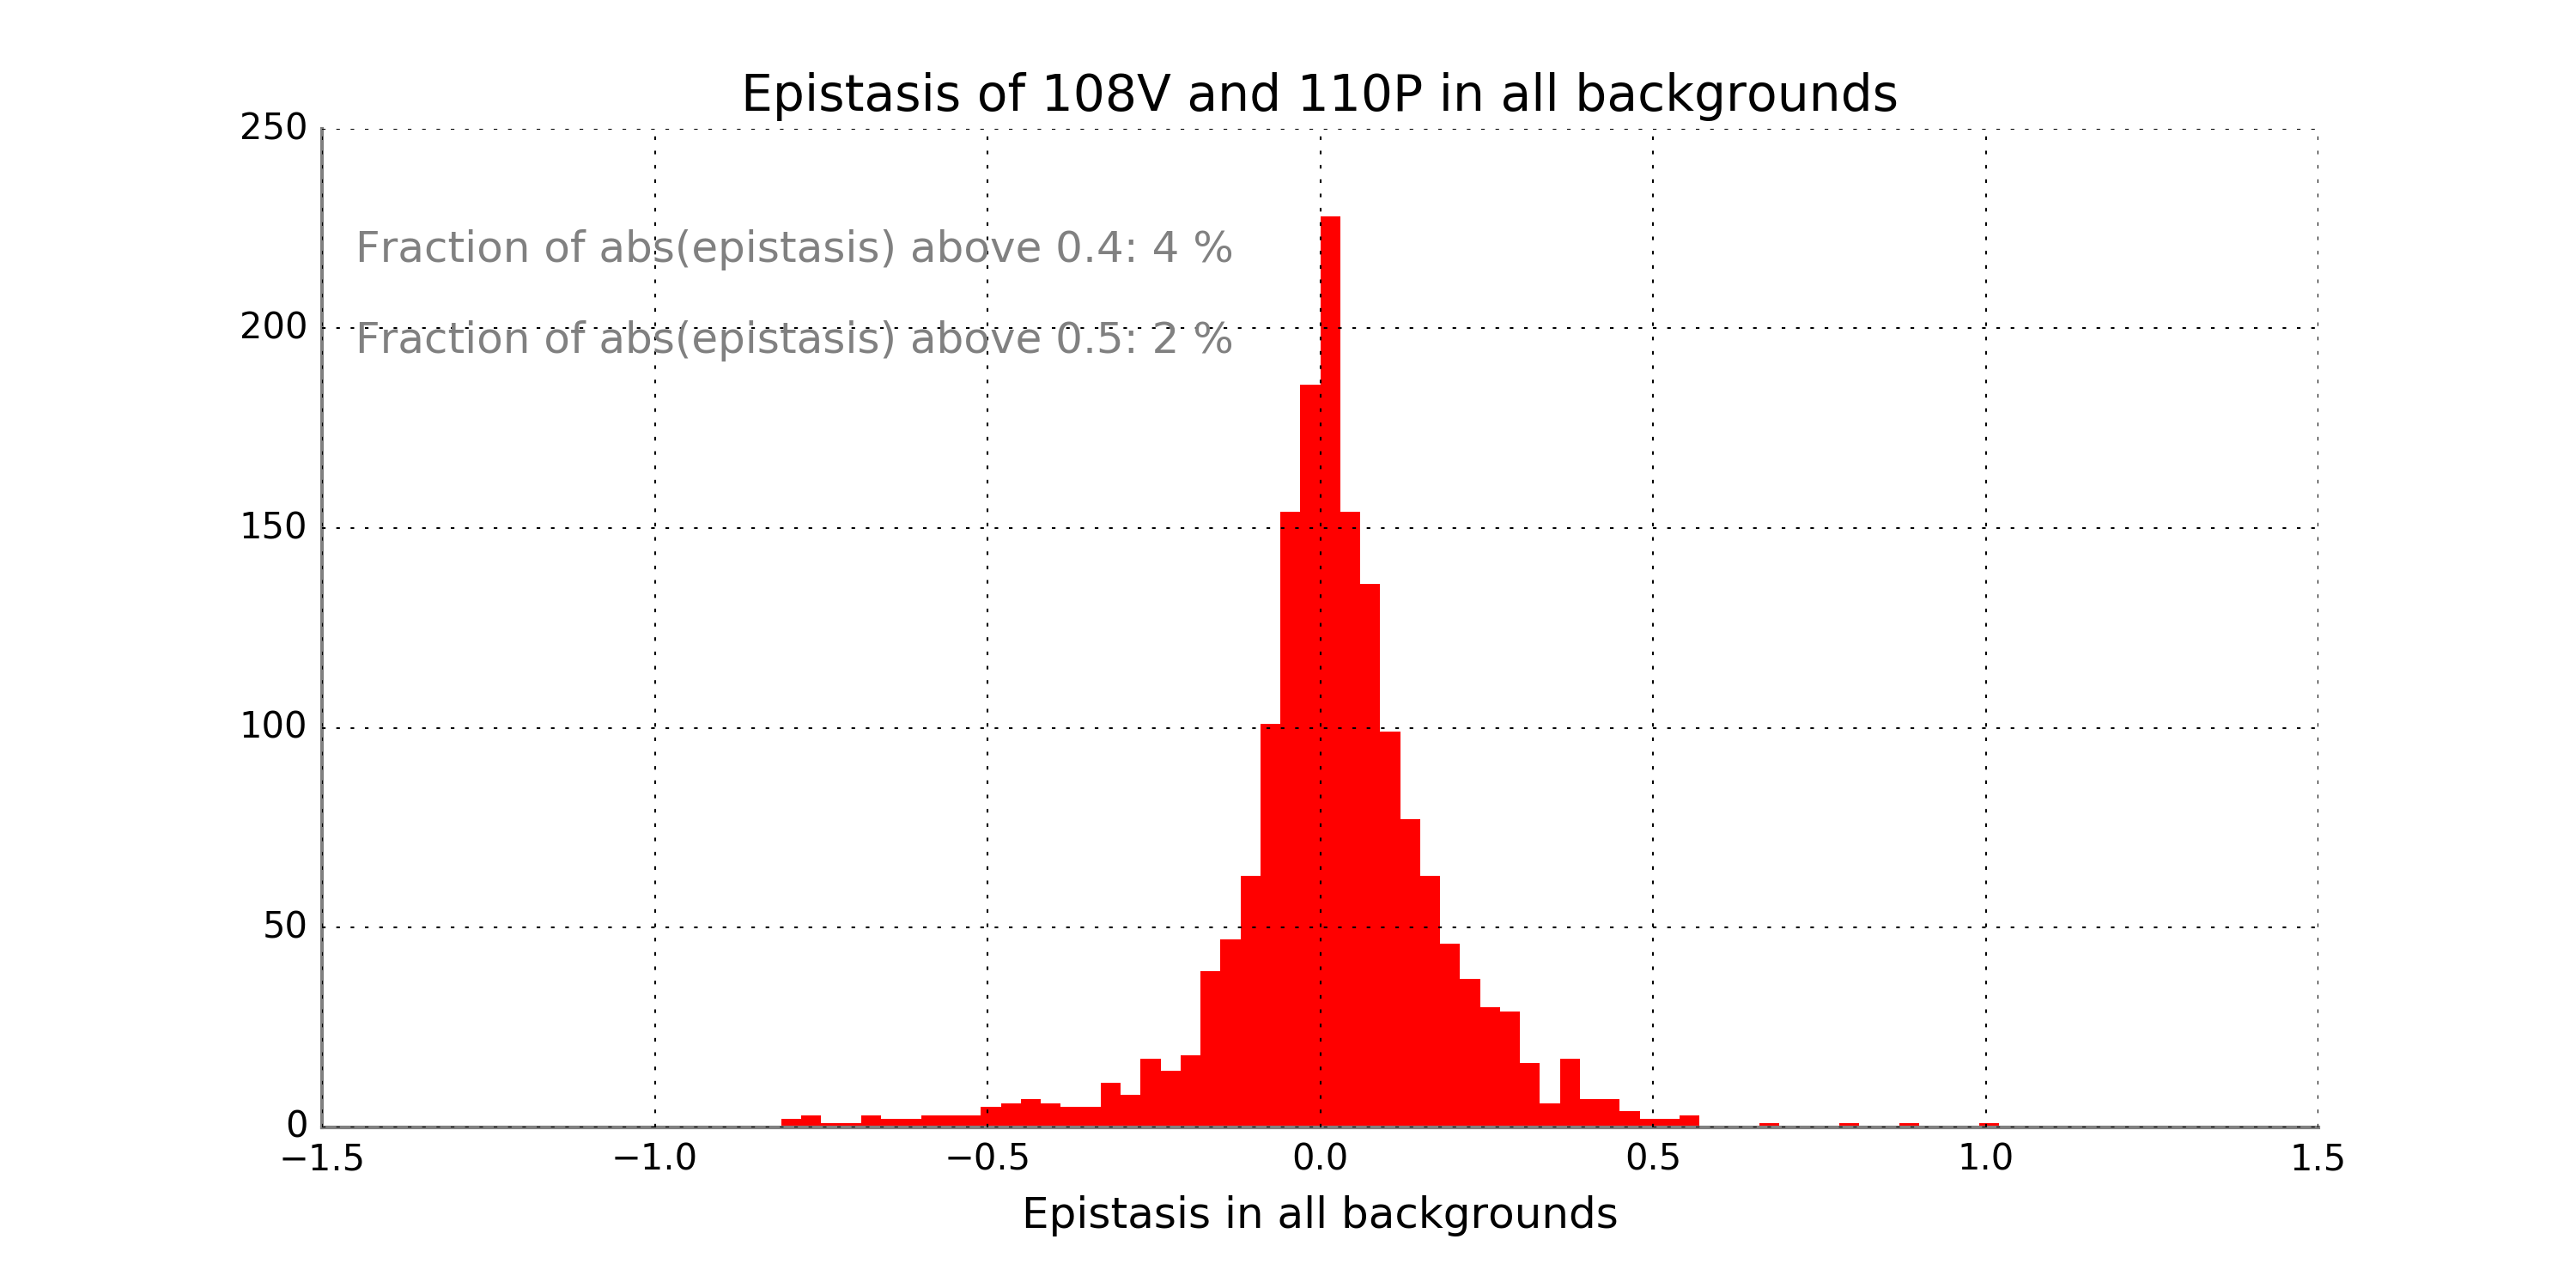 Epistasis of 108V and 110P in all backgrounds
250
Fraction of abs(epistasis) above 0.4: 4 %
200
Fraction of abs(epistasis) above 0.5: 2 %
150
100
50
0
−1.5 −1.0 −0.5 0.0 0.5 1.0 1.5
Epistasis in all backgrounds